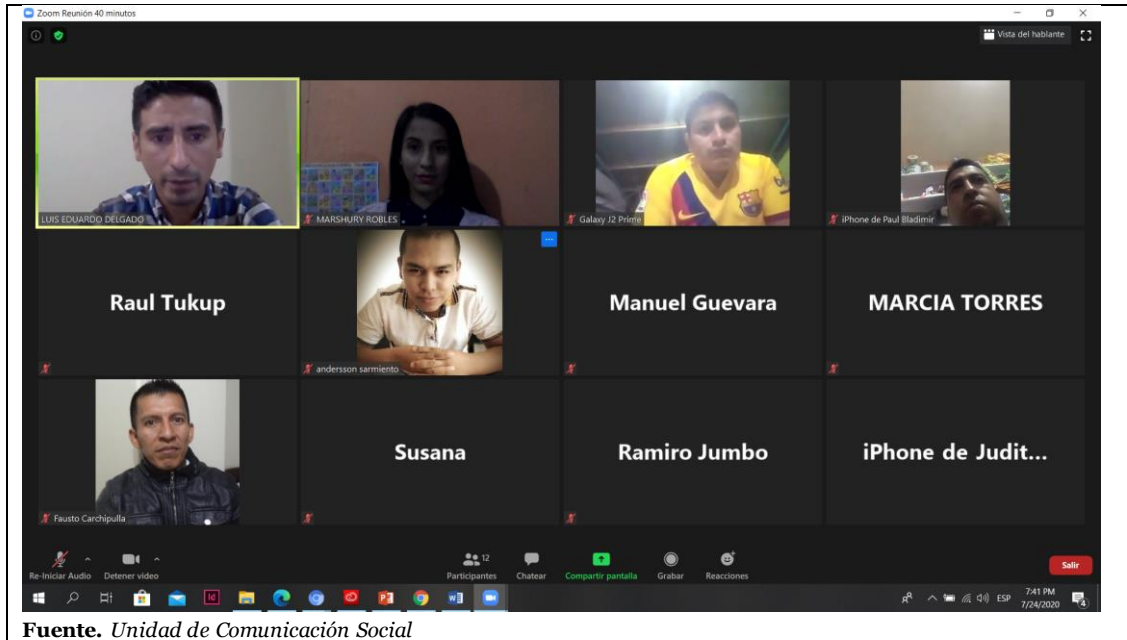 Zoom Reunión 40 minutos
Vista del hablante
LUIS EDUARDO DELGADO
MARSHURY ROBLES
Galaxy J2 Prime
iPhone de Paul Bladimir
Raul Tukup
andersson sarmiento
Manuel Guevara
MARCIA TORRES
Fausto Carchipulla
Susana
Ramiro Jumbo
iPhone de Judit...
Re-Iniciar Audio
Detener video
12
Participantes
Chatear
Compartir pantalla
Grabar
Reacciones
Salir
ESP
7:41 PM
7/24/2020
4
Fuente. Unidad de Comunicación Social